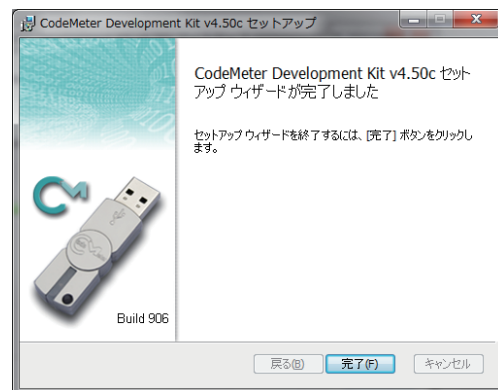 CodeMeter Development Kit v4.50c セットアップ
CodeMeter Development Kit v4.50c セット
アップ ウィザードが完了しました
セットアップ ウィザードを終了するには、[完了] ボタンをクリックし
ます。
Build 906
戻る(B)
完了(F)
キャンセル